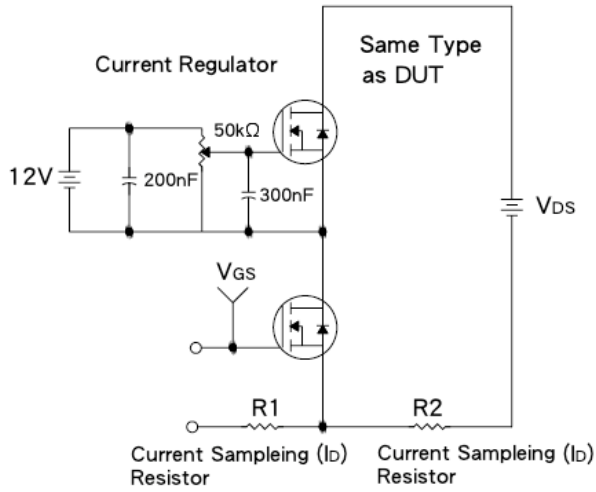 Same Type
as DUT
Current Regulator
50kΩ
12V
200nF
300nF
VDS
VGS
R1
R2
Current Sampleing (ID)
Resistor
Current Sampleing (ID)
Resistor